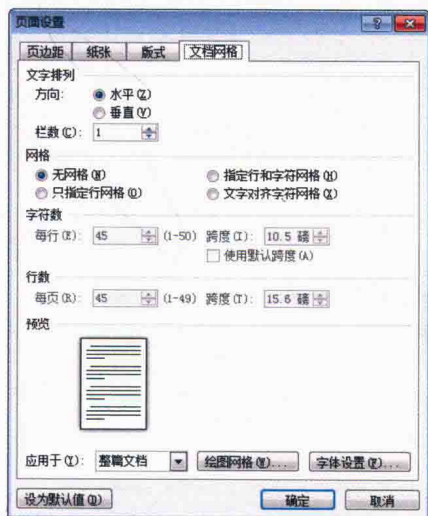 页面设置
页边距 纸张 版式 文档网格
文字排列
方向: 水平(Z)
垂直(V)
栏数(C): 1
网格
无网格(N) 指定行和字符网格(H)
只指定行网格(O) 文字对齐字符网格(X)
字符数
每行(E): 45 (1-50) 跨度(I): 10.5 磅
使用默认跨度(A)
行数
每页(R): 45 (1-49) 跨度(T): 15.6 磅
预览
应用于(Y): 整篇文档 绘图网格(W)... 字体设置(F)...
设为默认值(D) 确定 取消